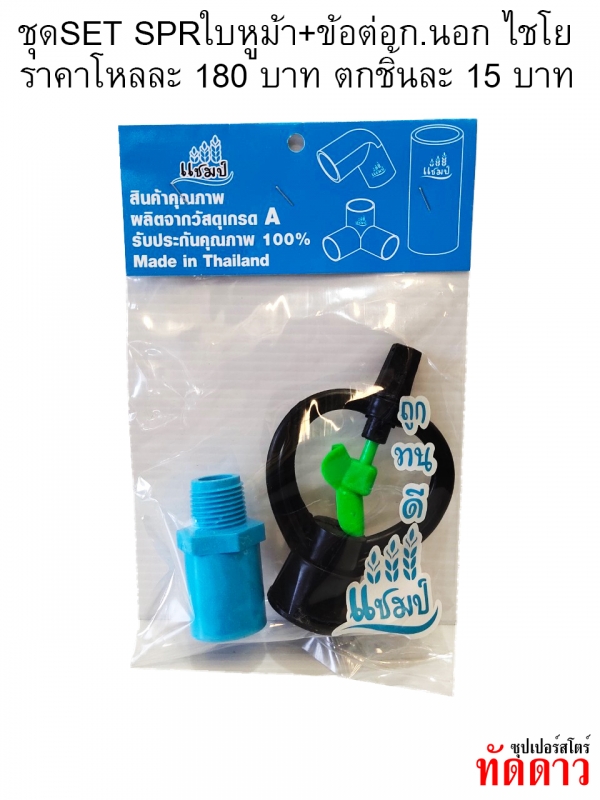 ชุดSET SPRใบหูม้า+ข้อต่อก.นอก ไชโย
ราคาโหลละ 180 บาท ตกชิ้นละ 15 บาท
แชมป์
สินค้าคุณภาพ
ผลิตจากวัสดุเกรด A
รับประกันคุณภาพ 100%
Made in Thailand
แชมป์
ถูก
ทน
ดี
แชมป์
ซุปเปอร์สโตร์
ทัดดาว